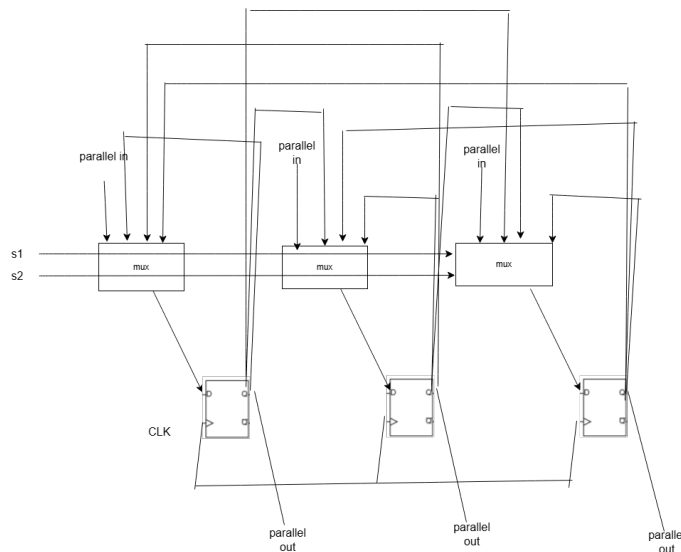 parallel in
parallel
in
parallel
in
s1
s2
mux
mux
mux
CLK
parallel
out
parallel
out
paralle
out